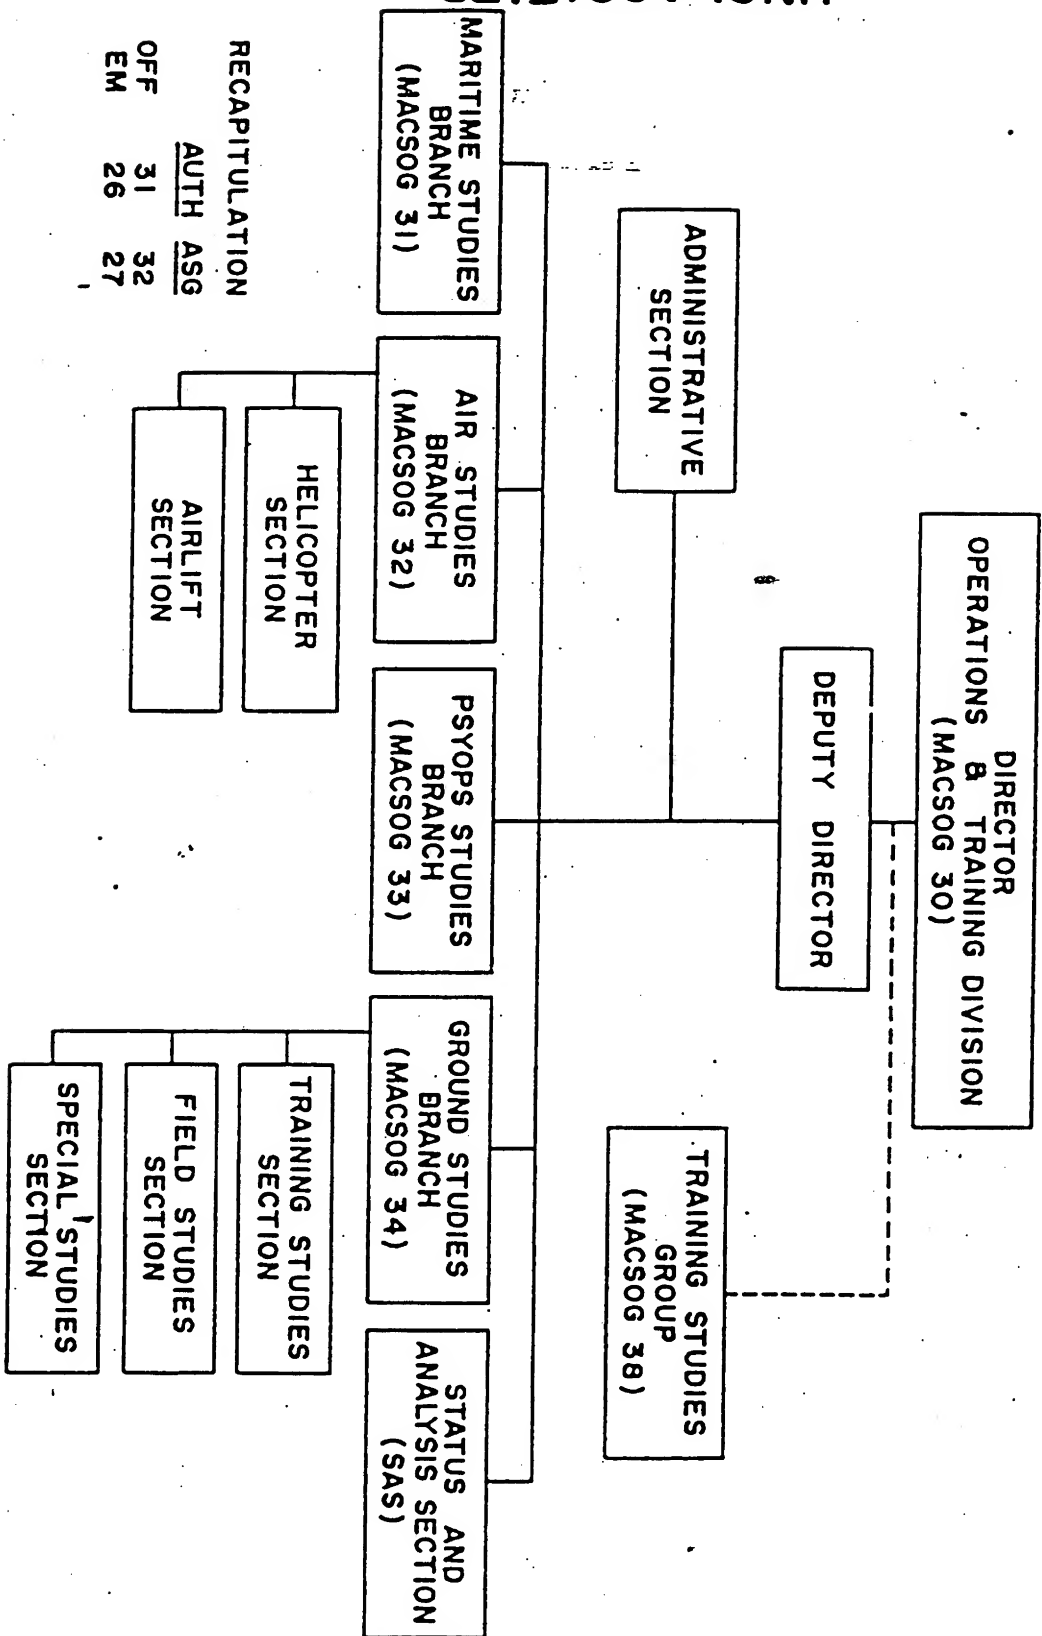 DIRECTOR
OPERATIONS & TRAINING DIVISION
(MACSOG 30)
DEPUTY DIRECTOR
ADMINISTRATIVE
SECTION
TRAINING STUDIES
GROUP
(MACSOG 38)
MARITIME STUDIES
BRANCH
(MACSOG 31)
AIR STUDIES
BRANCH
(MACSOG 32)
HELICOPTER
SECTION
AIRLIFT
SECTION
PSYOPS STUDIES
BRANCH
(MACSOG 33)
GROUND STUDIES
BRANCH
(MACSOG 34)
TRAINING STUDIES
SECTION
FIELD STUDIES
SECTION
SPECIAL STUDIES
SECTION
STATUS AND
ANALYSIS SECTION
(SAS)
RECAPITULATION
AUTH ASG
OFF 31 32
EM 26 27